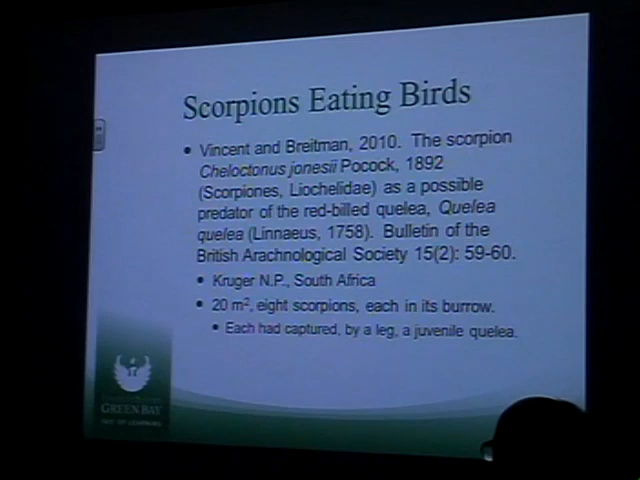 Scorpions Eating Birds
• Vincent and Breitman, 2010. The scorpion
Cheloctonus jonesii Pocock, 1892
(Scorpiones, Liochelidae) as a possible
predator of the red-billed quelea, Quelea
quelea (Linnaeus, 1758). Bulletin of the
British Arachnological Society 15(2): 59-60.
• Kruger N.P., South Africa
• 20 m², eight scorpions, each in its burrow.
• Each had captured, by a leg, a juvenile quelea.
GREEN BAY